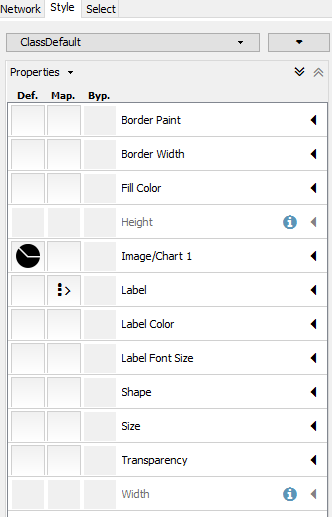 Network Style Select
ClassDefault
Properties
Def. Map. Byp.
Border Paint
Border Width
Fill Color
Height
Image/Chart 1
Label
Label Color
Label Font Size
Shape
Size
Transparency
Width